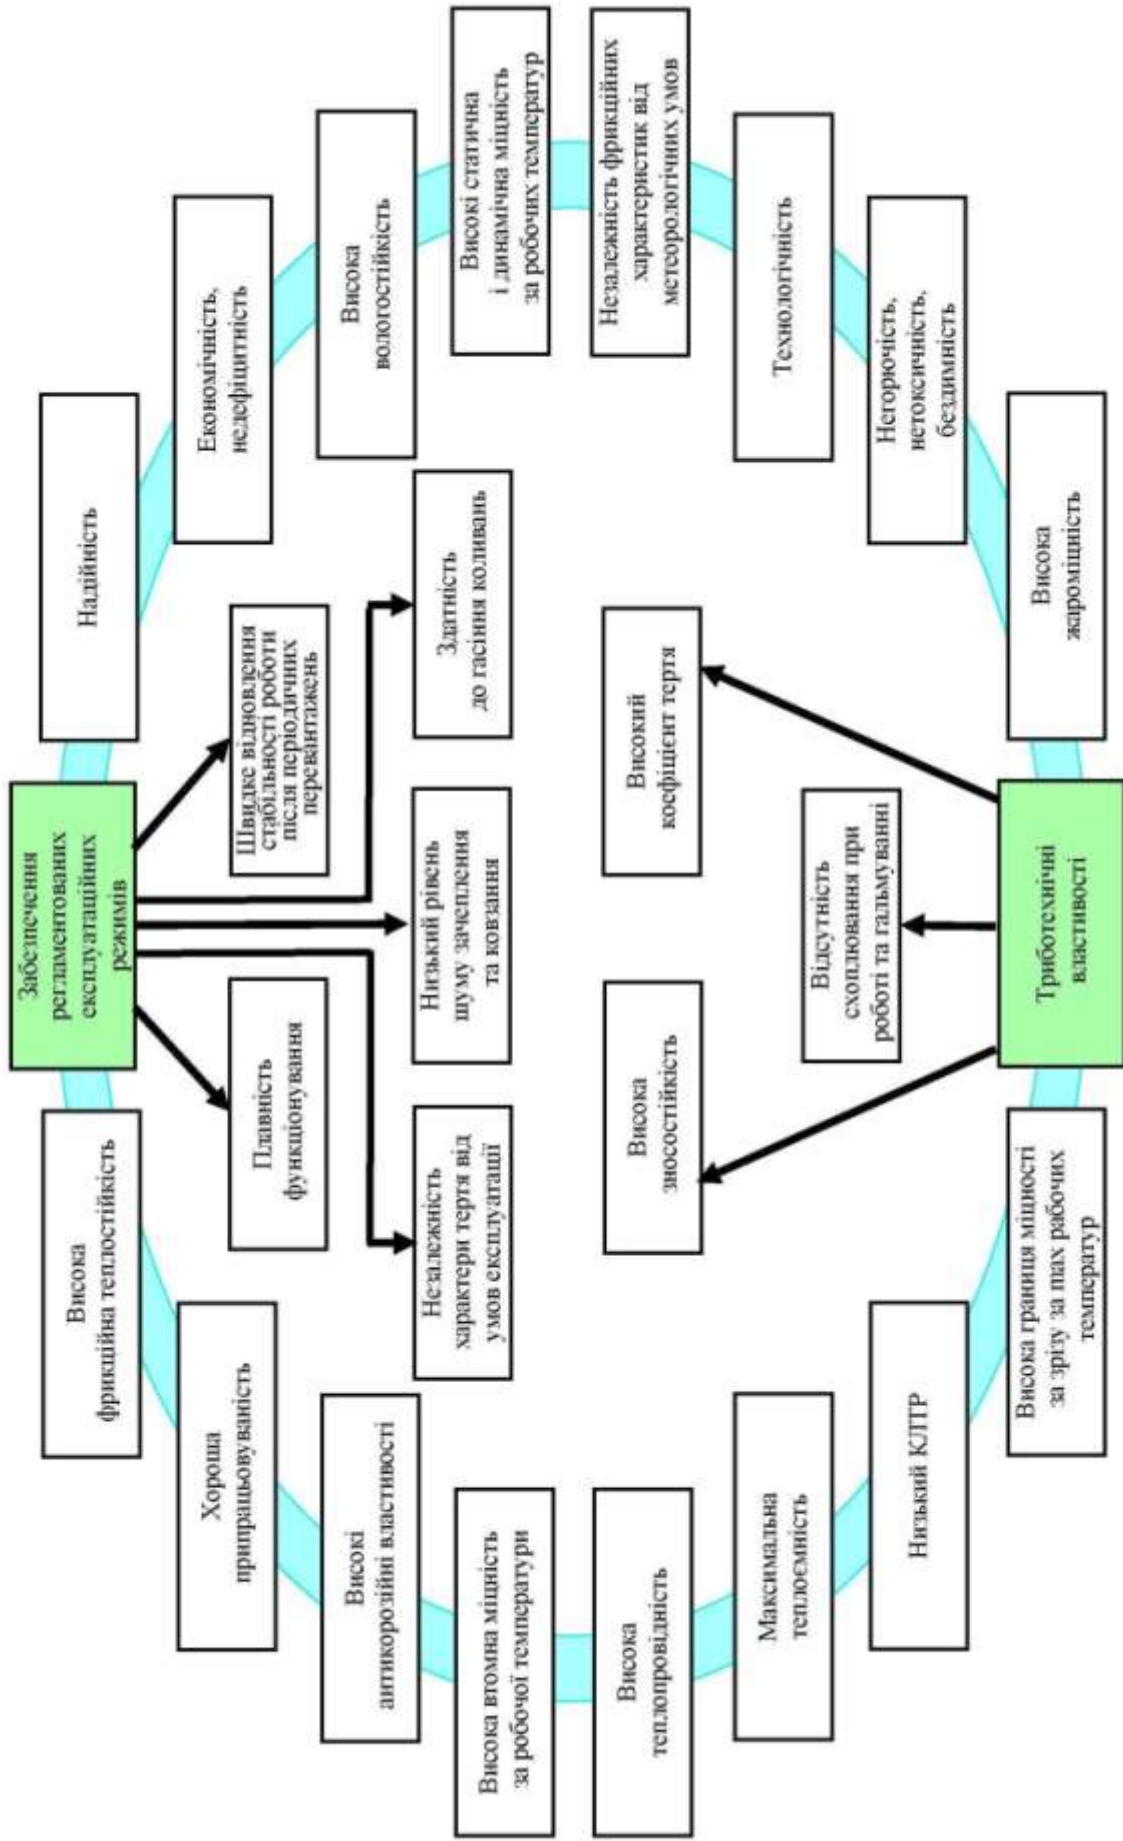 Забезпечення
регламентованих
експлуатаційних
режимів
Надійність
Економічність,
недефіцитність
Висока
вологостійкість
Високі статична
і динамічна міцність
за робочих температур
Незалежність фрикційних
характеристик від
метеорологічних умов
Технологічність
Негорючість,
нетоксичність,
бездимність
Висока
жароміцність
Триботехнічні
властивості
Висока границя міцності
за зрізу за max рабочих
температур
Низький КЛТР
Максимальна
теплоємність
Висока
теплопровідність
Висока втомна міцність
за робочої температури
Високі
антикорозійні властивості
Хороша
припрацьовуваність
Висока
фрикційна теплостійкість
Плавність
функціонування
Швидке відновлення
стабільності роботи
після періодичних
перевантажень
Незалежність
характери тертя від
умов експлуатації
Низький рівень
шуму зачеплення
та ковзання
Здатність
до гасіння коливань
Висока
зносостійкість
Відсутність
схоплювання при
роботі та гальмуванні
Високий
коефіцієнт тертя